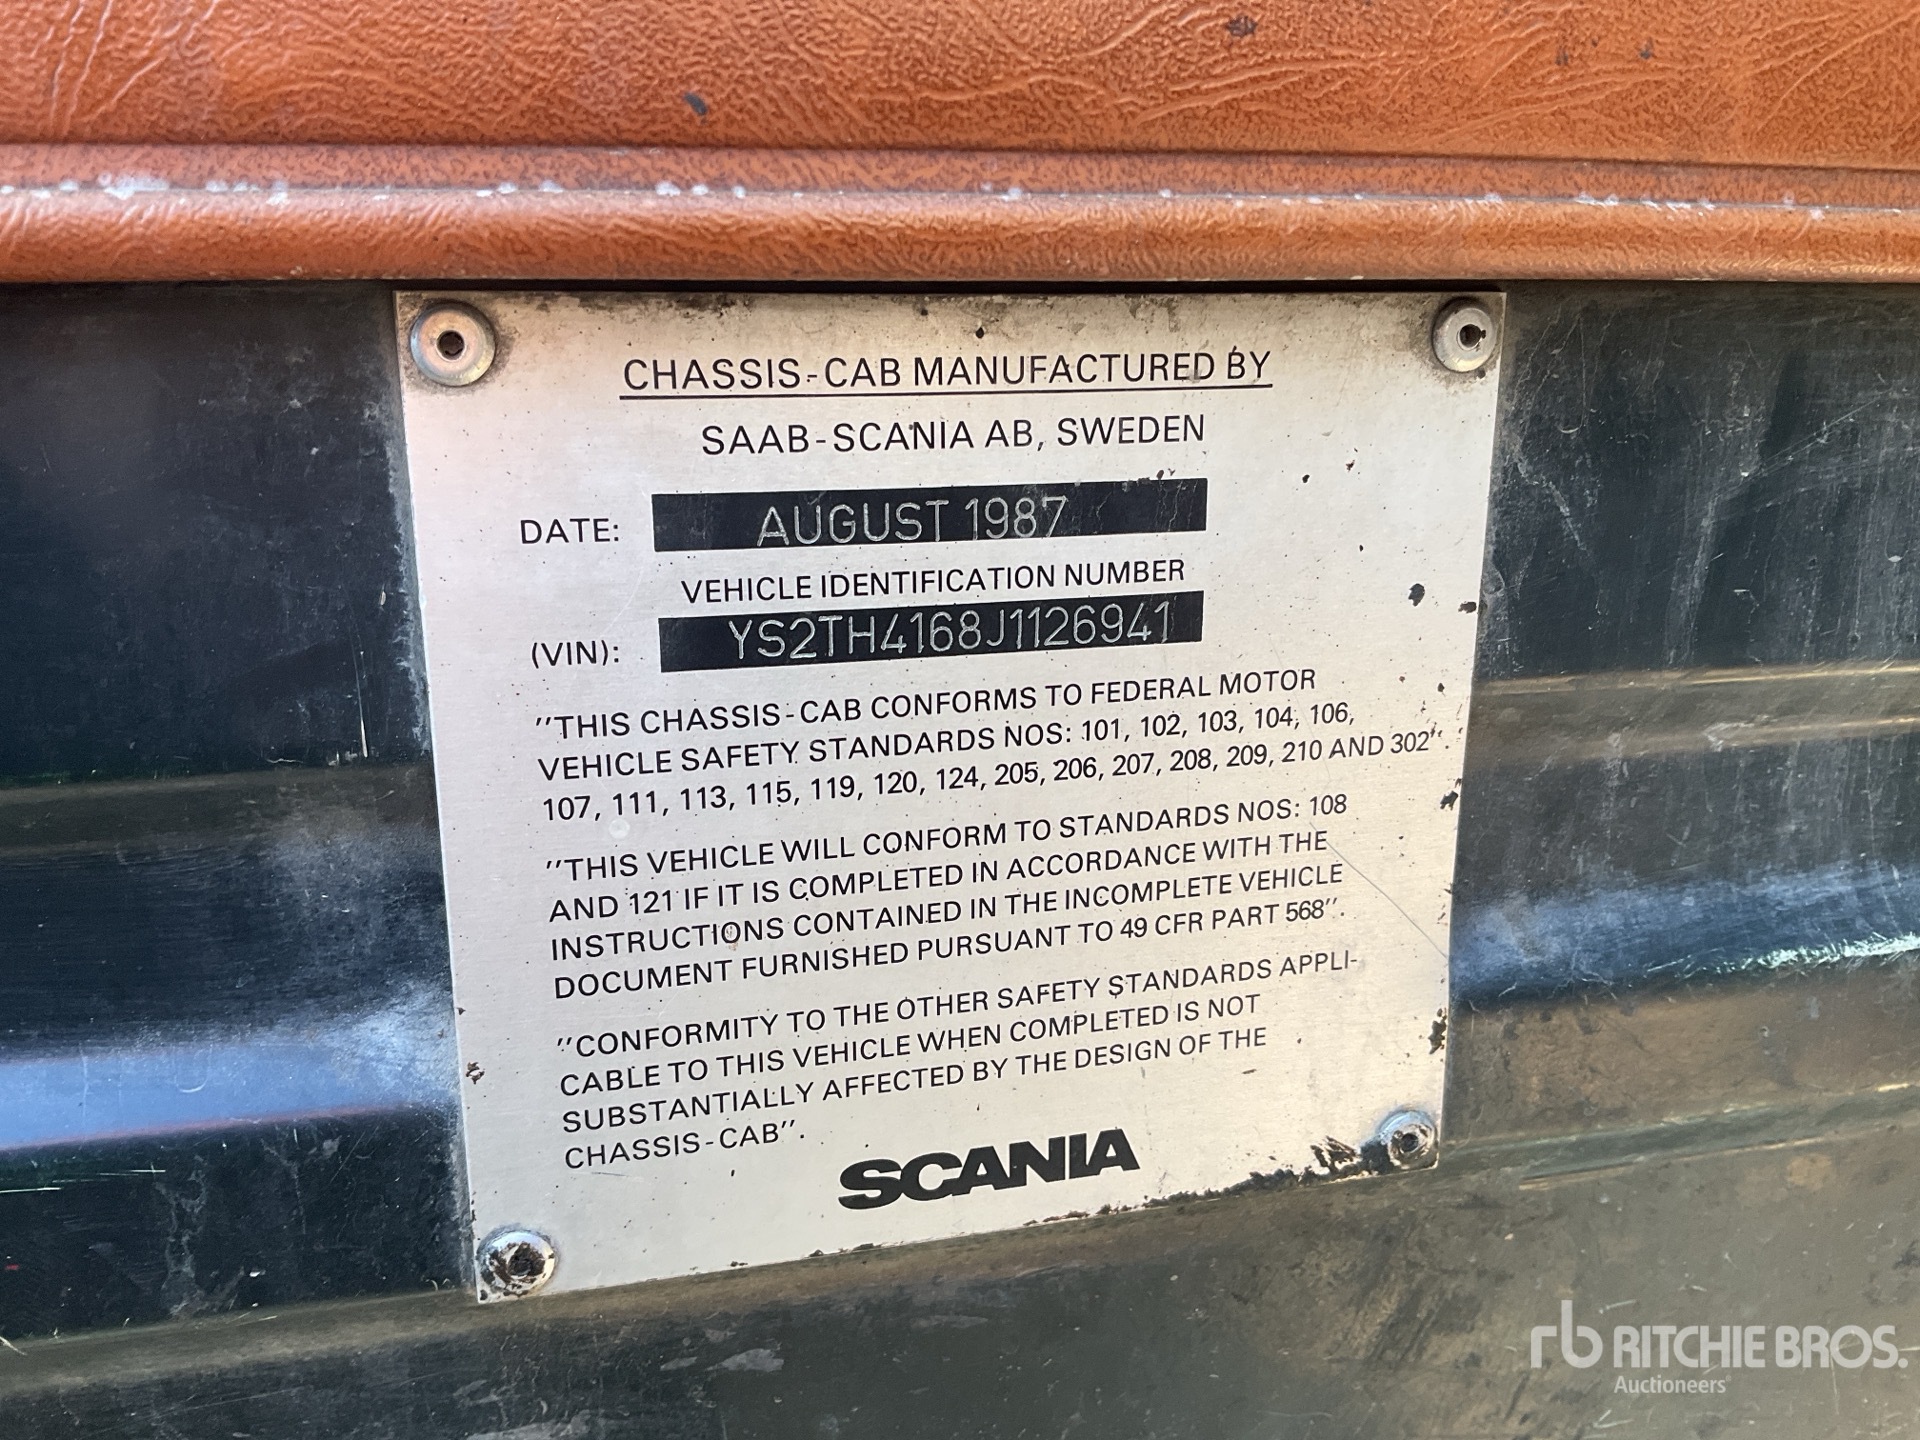 CHASSIS-CAB MANUFACTURED BY
SAAB-SCANIA AB, SWEDEN
DATE: AUGUST 1987
VEHICLE IDENTIFICATION NUMBER
(VIN): YS2TH4168J1126941
"THIS CHASSIS-CAB CONFORMS TO FEDERAL MOTOR
VEHICLE SAFETY STANDARDS NOS: 101, 102, 103, 104, 106,
107, 111, 113, 115, 119, 120, 124, 205, 206, 207, 208, 209, 210 AND 302".
"THIS VEHICLE WILL CONFORM TO STANDARDS NOS: 108
AND 121 IF IT IS COMPLETED IN ACCORDANCE WITH THE
INSTRUCTIONS CONTAINED IN THE INCOMPLETE VEHICLE
DOCUMENT FURNISHED PURSUANT TO 49 CFR PART 568".
"CONFORMITY TO THE OTHER SAFETY STANDARDS APPLI-
CABLE TO THIS VEHICLE WHEN COMPLETED IS NOT
SUBSTANTIALLY AFFECTED BY THE DESIGN OF THE
CHASSIS-CAB".
SCANIA
rb RITCHIE BROS.
Auctioneers